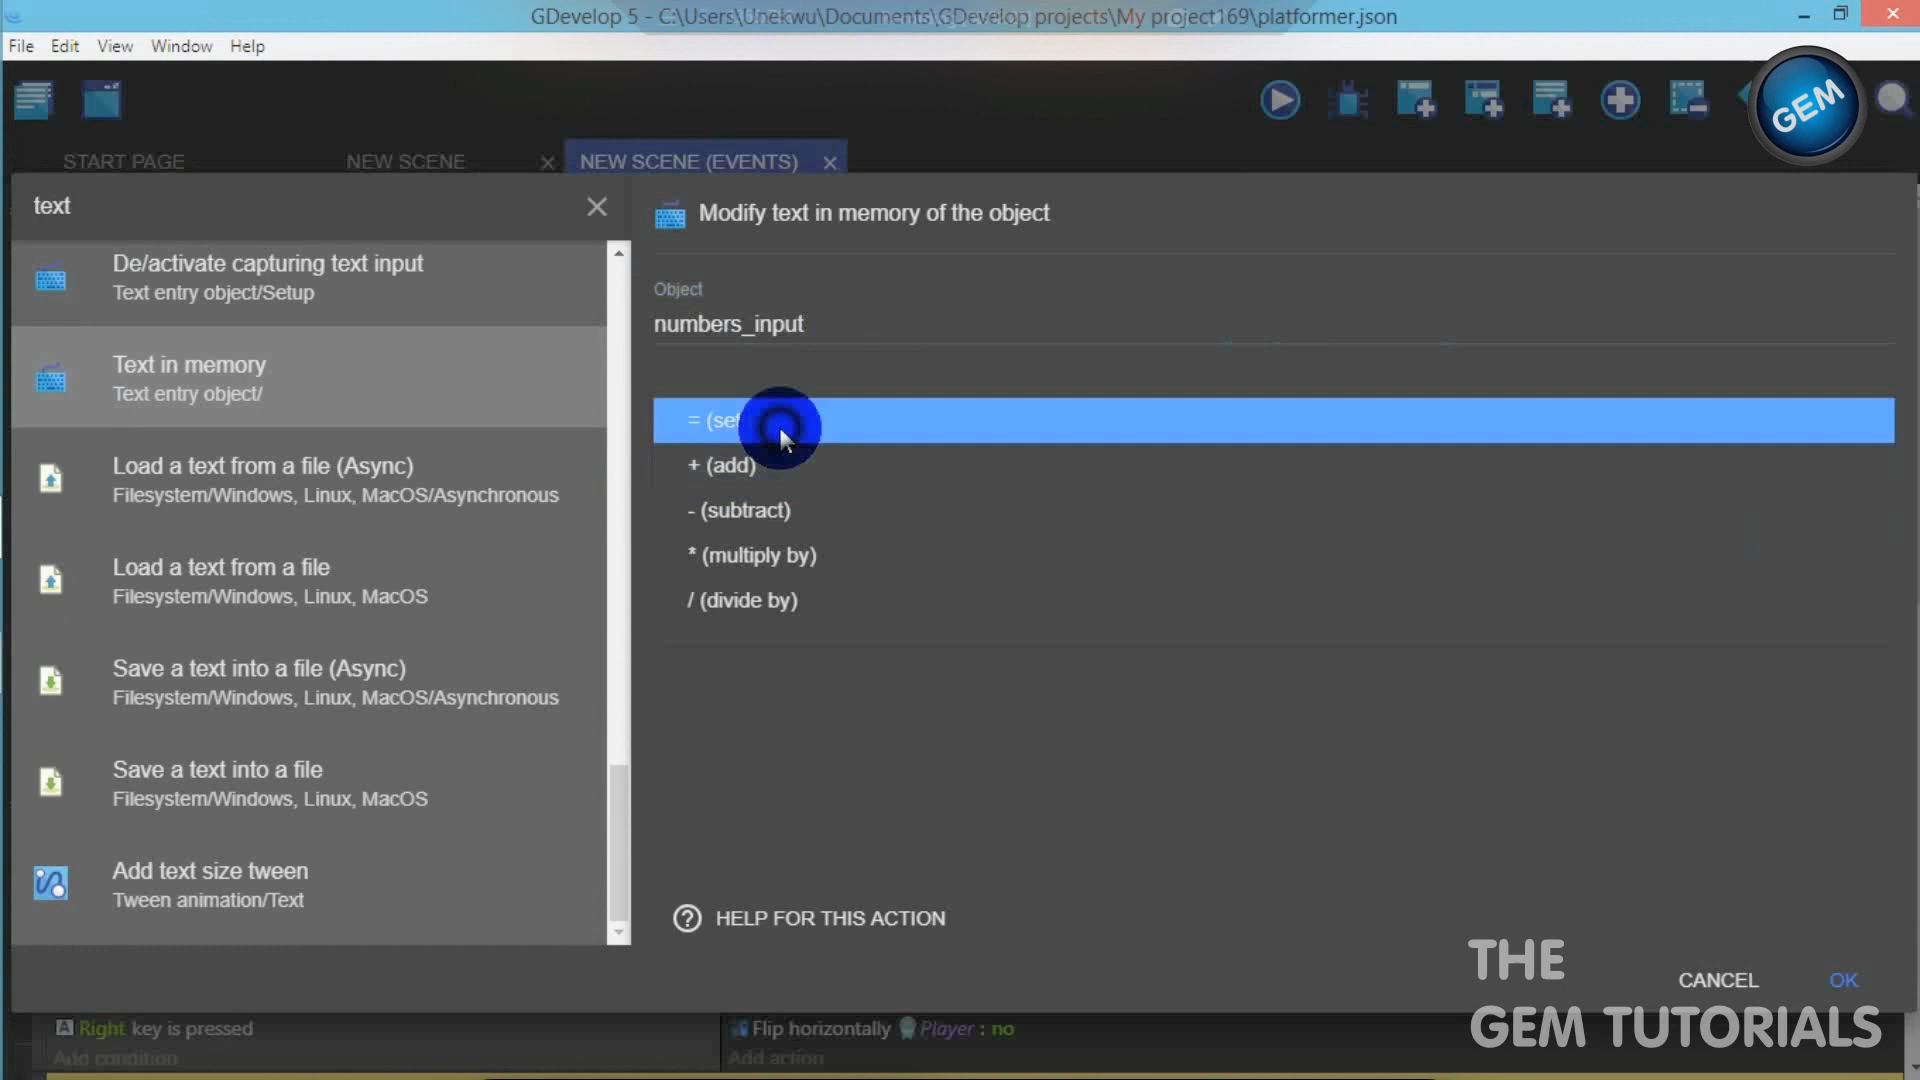 GDevelop 5 - C:\Users\Unekwu\Documents\GDevelop projects\My project169\platformer.json
File Edit View Window Help
GEM
START PAGE NEW SCENE NEW SCENE (EVENTS)
text
De/activate capturing text input
Text entry object/Setup
Text in memory
Text entry object/
Load a text from a file (Async)
Filesystem/Windows, Linux, MacOS/Asynchronous
Load a text from a file
Filesystem/Windows, Linux, MacOS
Save a text into a file (Async)
Filesystem/Windows, Linux, MacOS/Asynchronous
Save a text into a file
Filesystem/Windows, Linux, MacOS
Add text size tween
Tween animation/Text
Modify text in memory of the object
Object
numbers_input
= (set
+ (add)
- (subtract)
* (multiply by)
/ (divide by)
HELP FOR THIS ACTION
CANCEL OK
THE
GEM TUTORIALS
Right key is pressed
Add condition
Flip horizontally Player : no
Add action